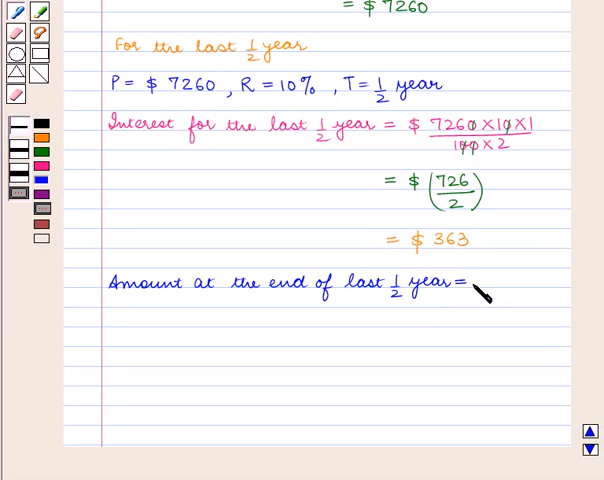 = $ 7260
For the last 1/2 year
P = $ 7260 , R = 10% , T = 1/2 year
Interest for the last 1/2 year = $ 7260 × 10 × 1 / 100 × 2
= $ (726/2)
= $ 363
Amount at the end of last 1/2 year =